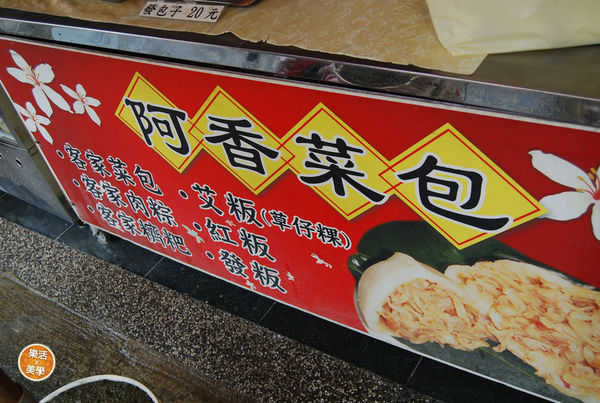 發包子 20元
阿香菜包
·客家菜包 ·艾粄(草仔粿)
·客家肉粽 ·紅粄
·客家糍粑 ·發粄
樂活
×
美學